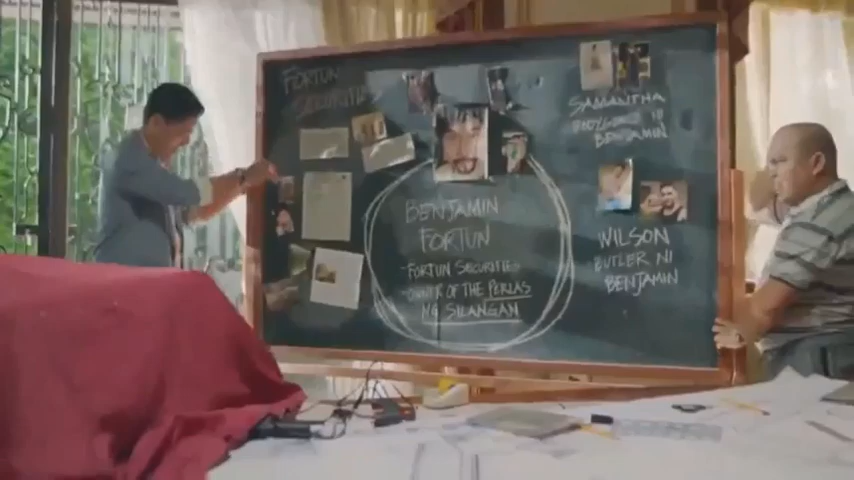 FORTUN
SECURITIES
SAMANTHA
BODYGUARD NI
BENJAMIN
BENJAMIN
FORTUN
- FORTUN SECURITIES
- OWNER OF THE PERLAS
NG SILANGAN
WILSON
BUTLER NI
BENJAMIN